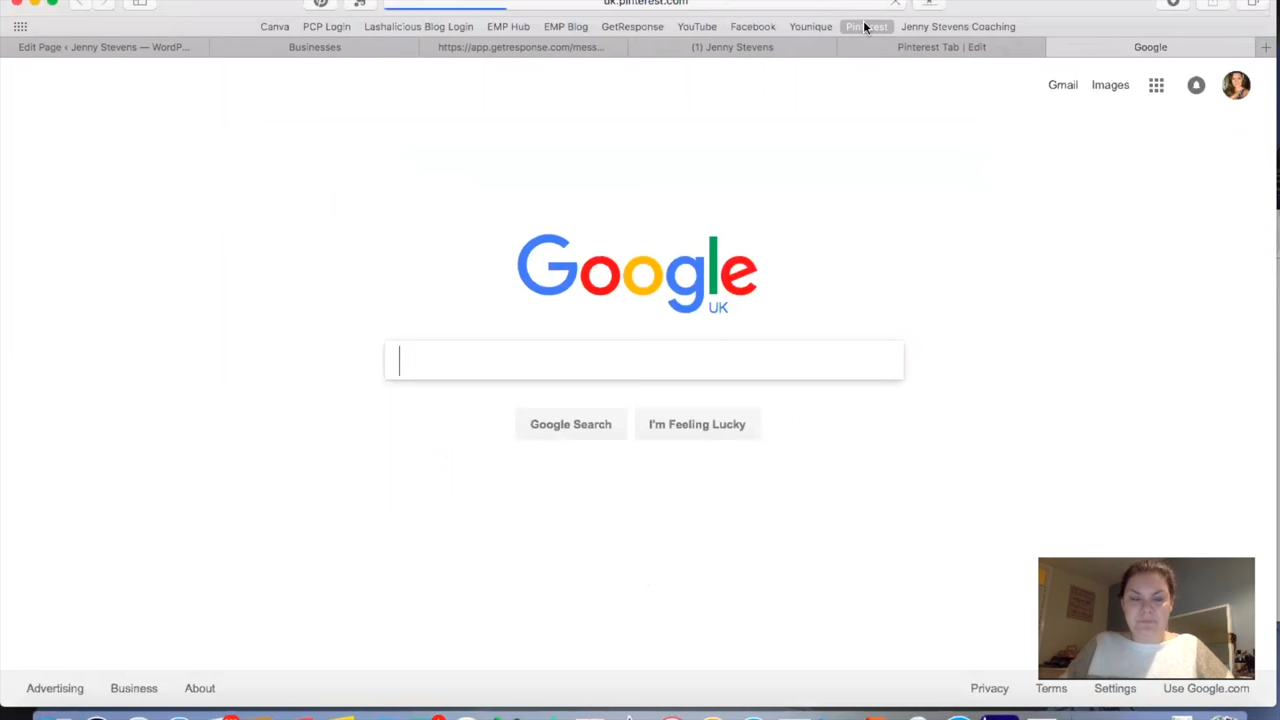 uk.pinterest.com
Canva PCP Login Lashalicious Blog Login EMP Hub EMP Blog GetResponse YouTube Facebook Younique Pinterest Jenny Stevens Coaching
Edit Page ‹ Jenny Stevens — WordP... Businesses https://app.getresponse.com/mess... (1) Jenny Stevens Pinterest Tab | Edit Google
Gmail Images
Google
UK
Google Search I'm Feeling Lucky
Advertising Business About Privacy Terms Settings Use Google.com